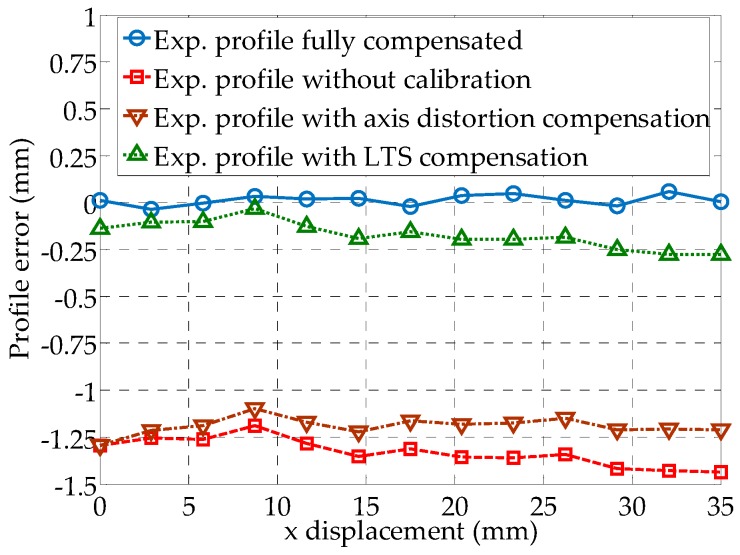 1
0.75
0.5
0.25
0
-0.25
-0.5
-0.75
-1
-1.25
-1.5
Profile error (mm)
Exp. profile fully compensated
Exp. profile without calibration
Exp. profile with axis distortion compensation
Exp. profile with LTS compensation
0 5 10 15 20 25 30 35
x displacement (mm)